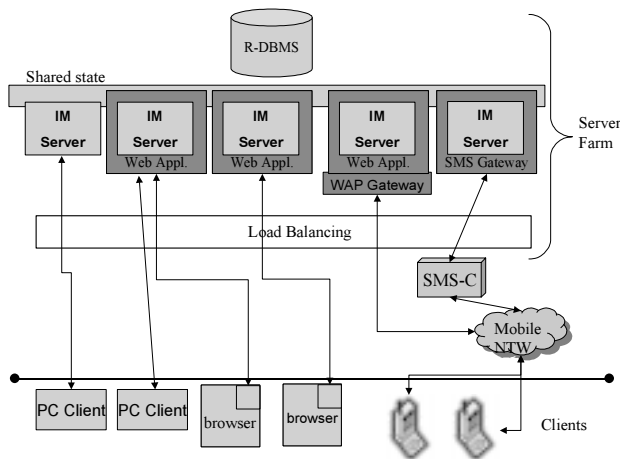 R-DBMS
Shared state
IM
Server
IM
Server
Web Appl.
IM
Server
Web Appl.
IM
Server
Web Appl.
WAP Gateway
IM
Server
SMS Gateway
Server
Farm
Load Balancing
SMS-C
Mobile
NTW
PC Client
PC Client
browser
browser
Clients